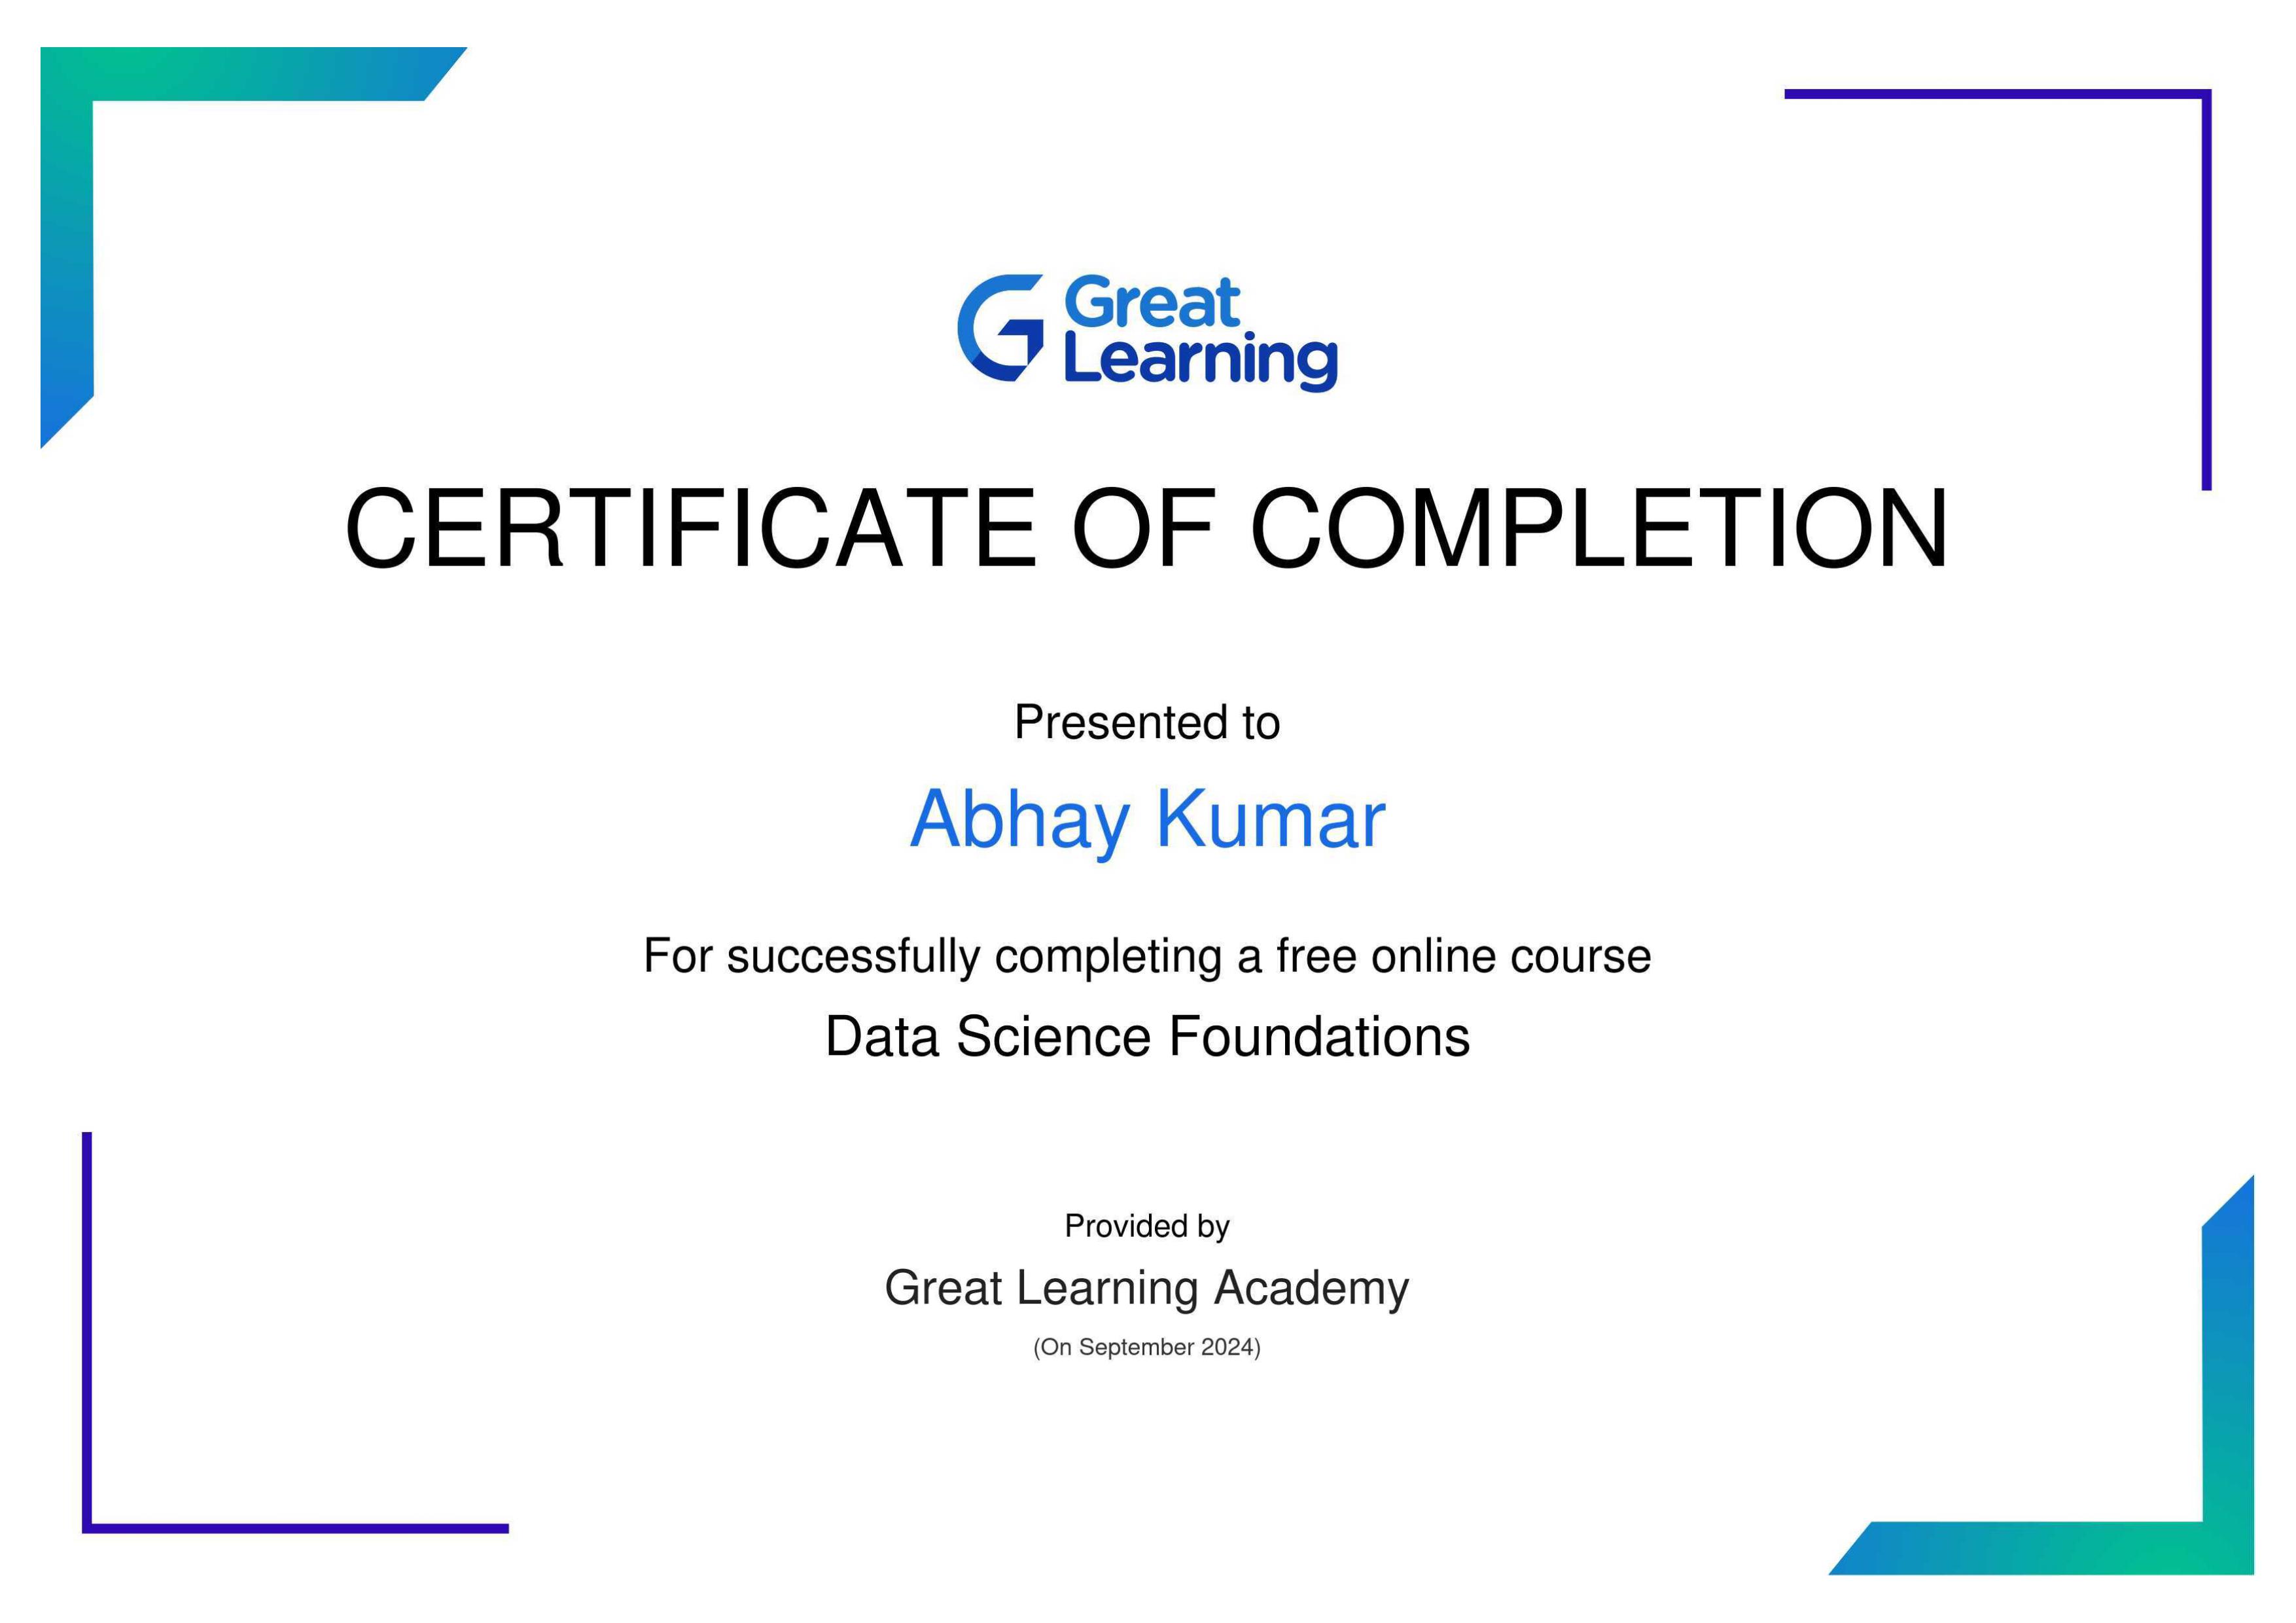 Great
Learning
CERTIFICATE OF COMPLETION
Presented to
Abhay Kumar
For successfully completing a free online course
Data Science Foundations
Provided by
Great Learning Academy
(On September 2024)